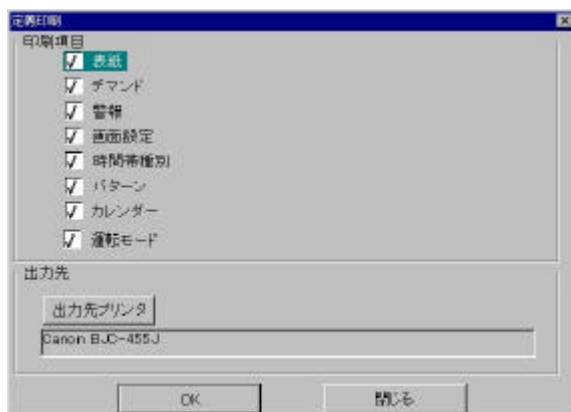 定義印刷
印刷項目
表紙
デマンド
警報
画面設定
時間帯種別
パターン
カレンダー
運転モード
出力先
出力先プリンタ
Canon BJC-455J
OK
閉じる